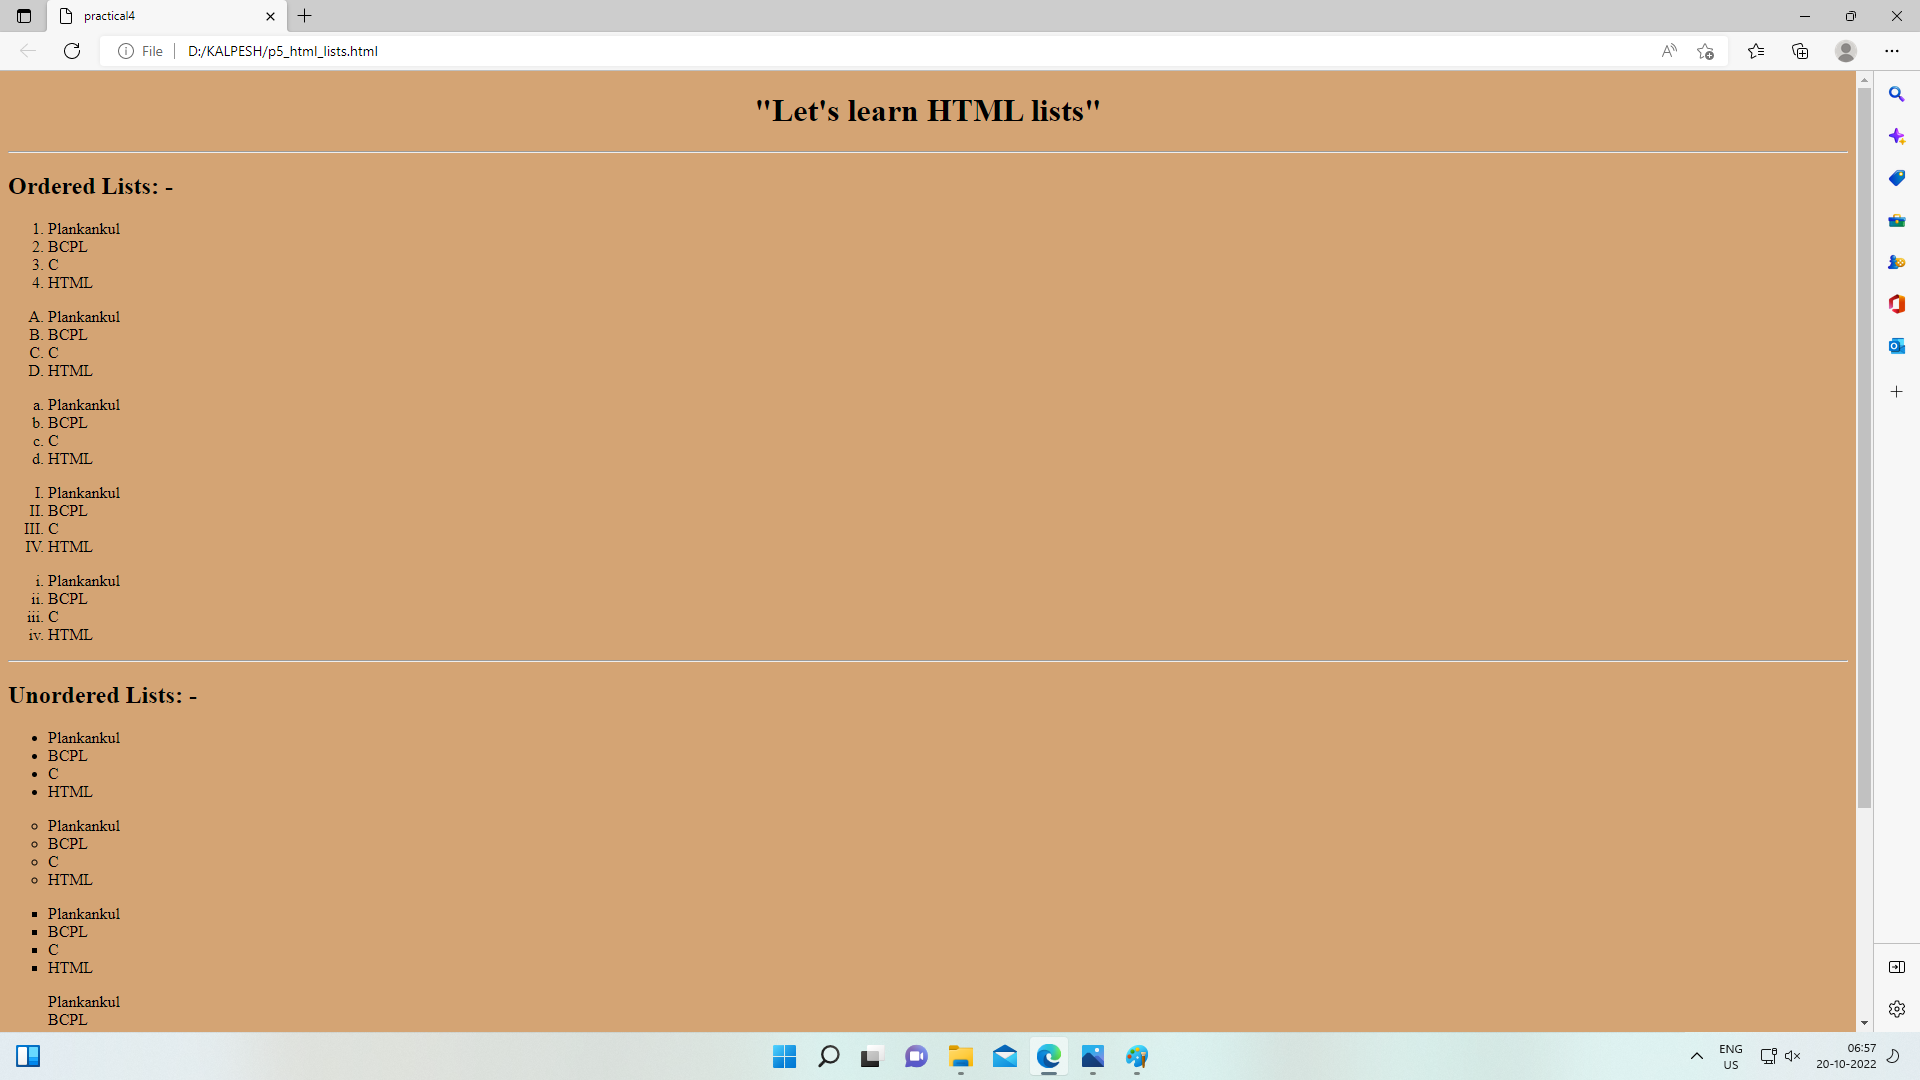 practical4
File
D:/KALPESH/p5_html_lists.html
"Let's learn HTML lists"
Ordered Lists: -
1. Plankankul
2. BCPL
3. C
4. HTML
A. Plankankul
B. BCPL
C. C
D. HTML
a. Plankankul
b. BCPL
c. C
d. HTML
I. Plankankul
II. BCPL
III. C
IV. HTML
i. Plankankul
ii. BCPL
iii. C
iv. HTML
Unordered Lists: -
• Plankankul
• BCPL
• C
• HTML
◦ Plankankul
◦ BCPL
◦ C
◦ HTML
▪ Plankankul
▪ BCPL
▪ C
▪ HTML
Plankankul
BCPL
ENG
US
06:57
20-10-2022